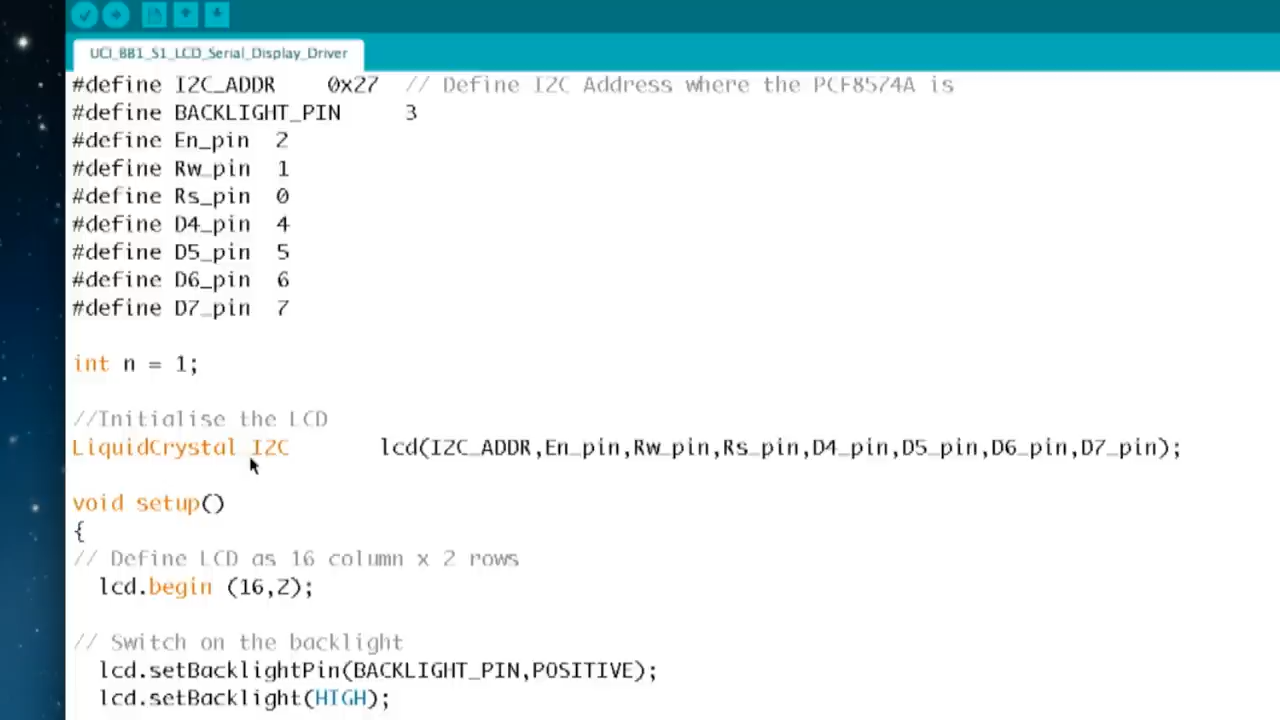 UCI_BB1_S1_LCD_Serial_Display_Driver
#define I2C_ADDR    0x27  // Define I2C Address where the PCF8574A is
#define BACKLIGHT_PIN     3
#define En_pin  2
#define Rw_pin  1
#define Rs_pin  0
#define D4_pin  4
#define D5_pin  5
#define D6_pin  6
#define D7_pin  7
int n = 1;
//Initialise the LCD
LiquidCrystal_I2C       lcd(I2C_ADDR,En_pin,Rw_pin,Rs_pin,D4_pin,D5_pin,D6_pin,D7_pin);
void setup()
{
// Define LCD as 16 column x 2 rows
  lcd.begin (16,2);
// Switch on the backlight
  lcd.setBacklightPin(BACKLIGHT_PIN,POSITIVE);
  lcd.setBacklight(HIGH);